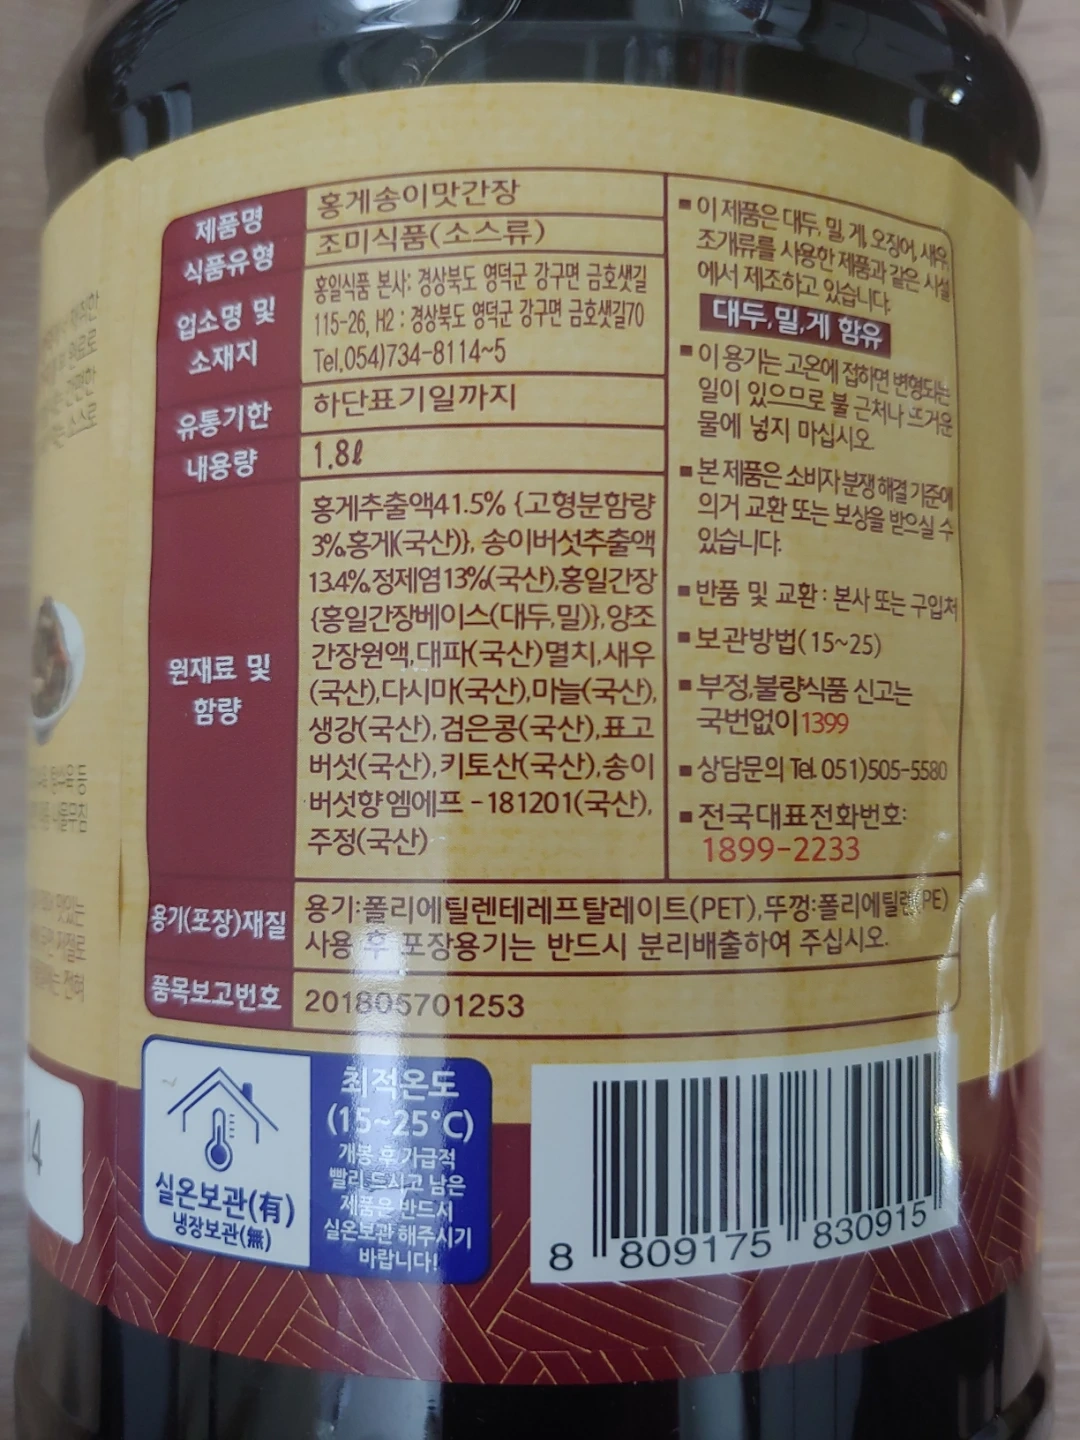 제품명
홍게송이맛간장
식품유형
조미식품(소스류)
업소명 및
소재지
홍일식품 본사: 경상북도 영덕군 강구면 금호샛길
115-26, H2 : 경상북도 영덕군 강구면 금호샛길70
Tel.054)734-8114~5
유통기한
하단표기일까지
내용량
1.8ℓ
원재료 및
함량
홍게추출액41.5% {고형분함량
3%,홍게(국산)}, 송이버섯추출액
13.4%,정제염13%(국산),홍일간장
{홍일간장베이스(대두,밀)},양조
간장원액,대파(국산)멸치,새우
(국산),다시마(국산),마늘(국산),
생강(국산),검은콩(국산),표고
버섯(국산),키토산(국산),송이
버섯향엠에프-181201(국산),
주정(국산)
■ 이 제품은 대두, 밀, 게, 오징어, 새우,
조개류를 사용한 제품과 같은 시설
에서 제조하고 있습니다.
대두,밀,게 함유
■ 이 용기는 고온에 접하면 변형되는
일이 있으므로 불 근처나 뜨거운
물에 넣지 마십시오.
■ 본 제품은 소비자 분쟁 해결 기준에
의거 교환 또는 보상을 받으실 수
있습니다.
■ 반품 및 교환 : 본사 또는 구입처
■ 보관방법(15~25)
■ 부정,불량식품 신고는
국번없이1399
■ 상담문의 Tel. 051)505-5580
■ 전국대표전화번호:
1899-2233
용기(포장)재질
용기:폴리에틸렌테레프탈레이트(PET),뚜껑:폴리에틸렌(PE)
사용 후 포장용기는 반드시 분리배출하여 주십시오.
품목보고번호
201805701253
실온보관(有)
냉장보관(無)
최적온도
(15~25°C)
개봉 후 가급적
빨리 드시고 남은
제품은 반드시
실온보관 해주시기
바랍니다!
8 809175 830915